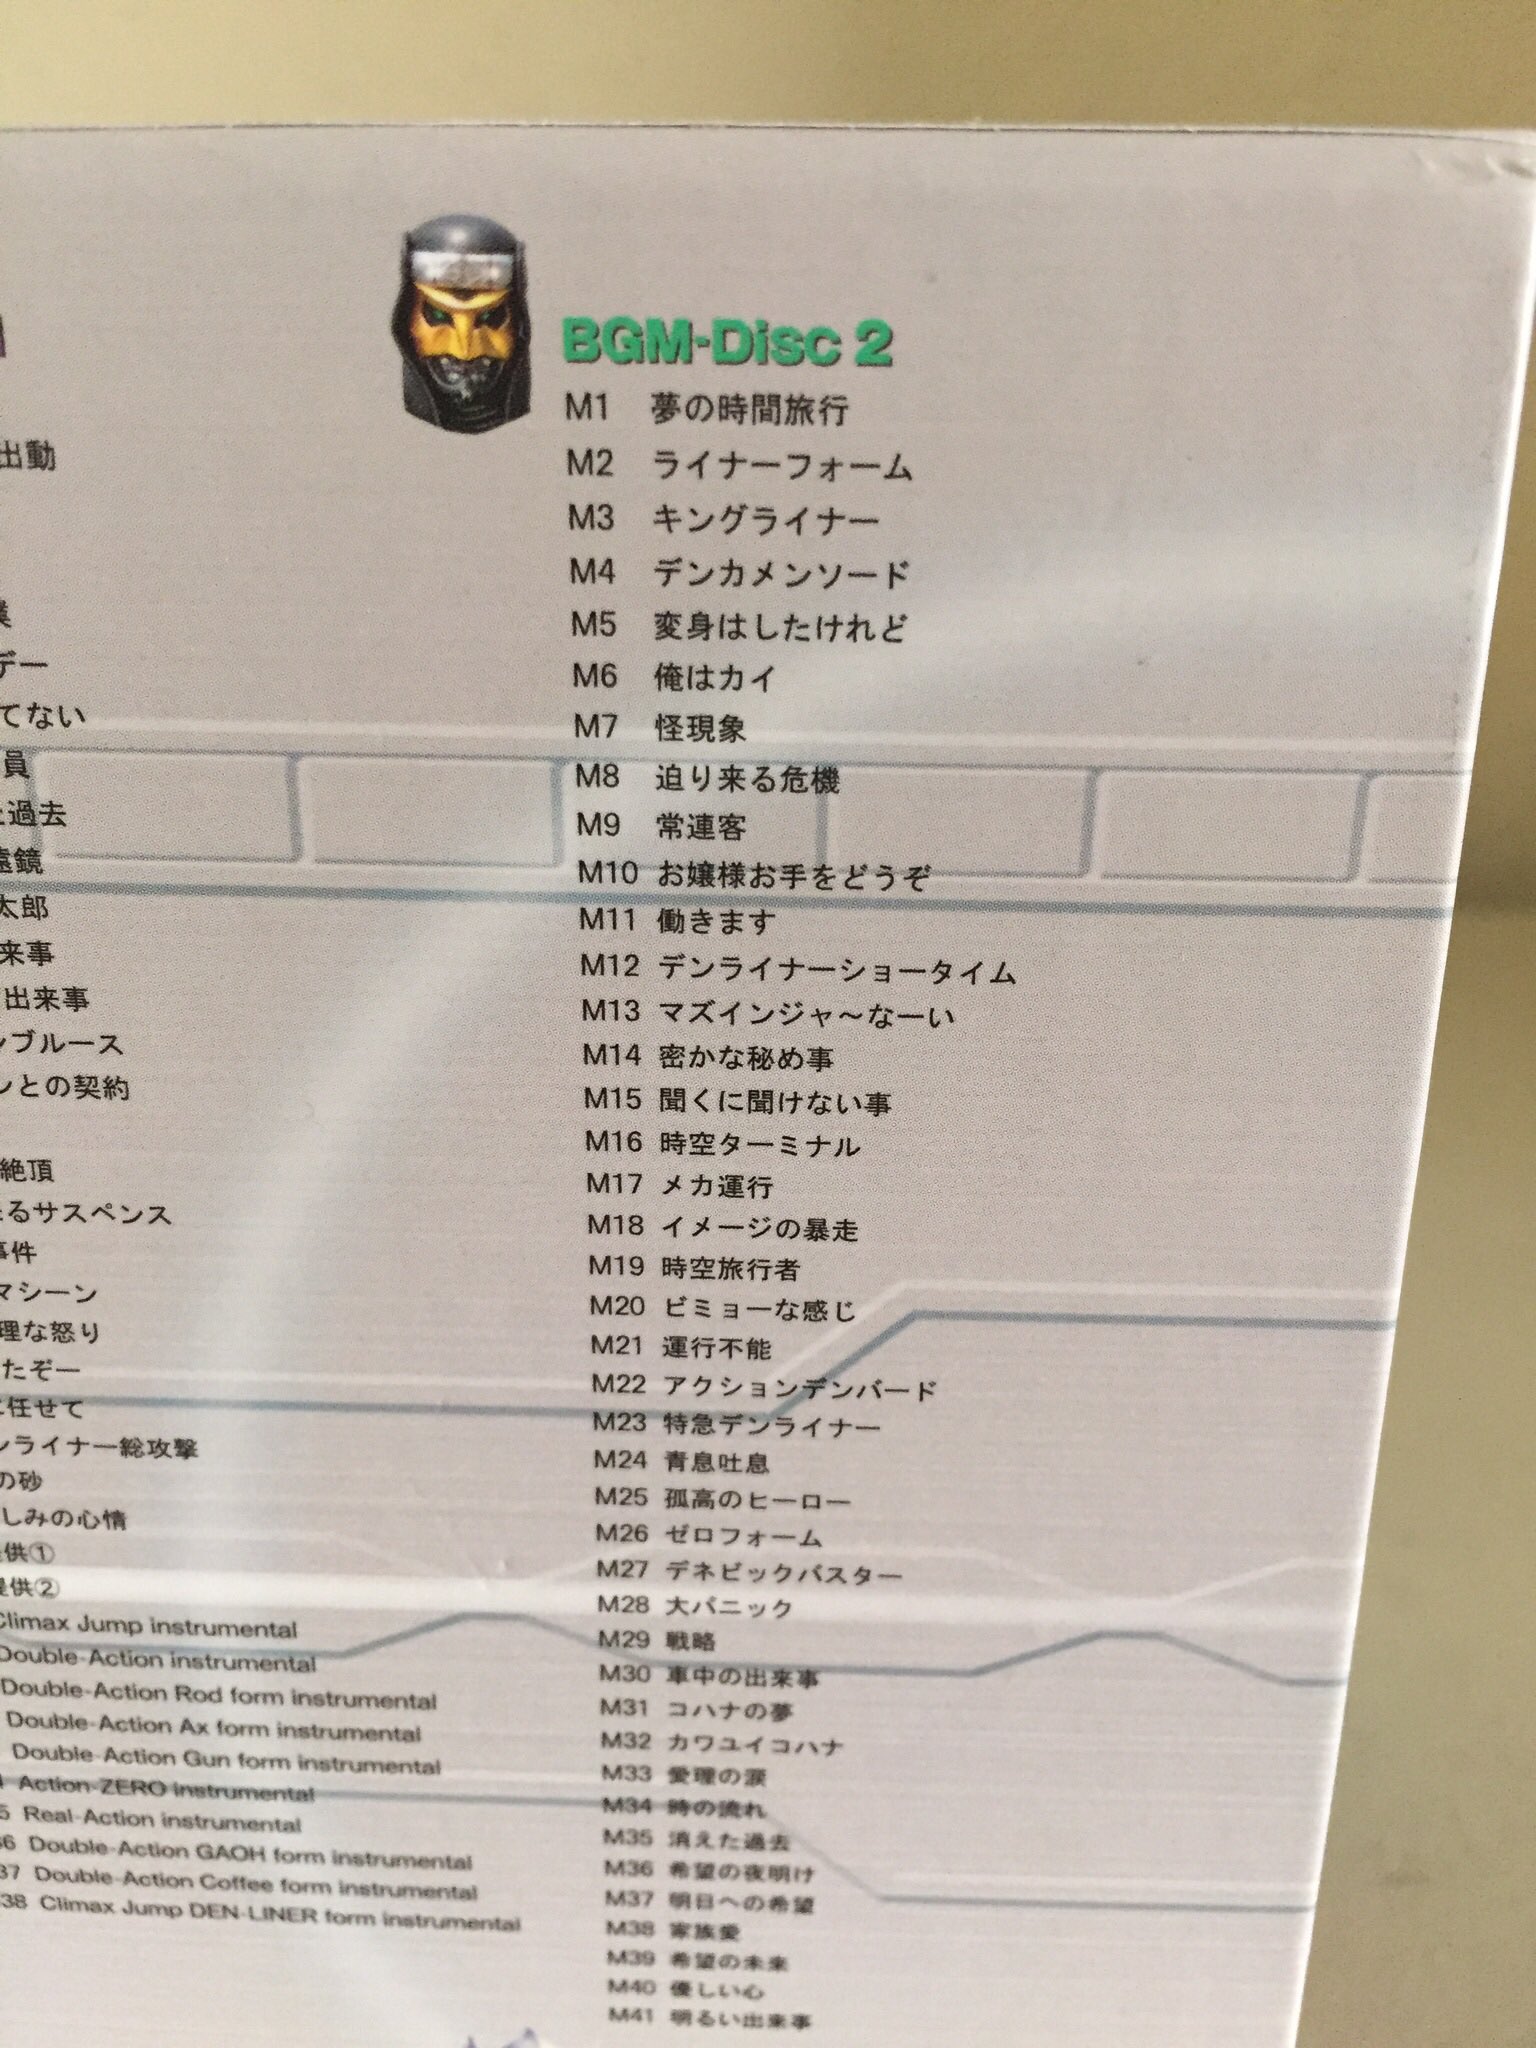 出動
デー
てない
員
過去
遠鏡
太郎
来事
出来事
ブルース
ンとの契約
絶頂
るサスペンス
事件
マシーン
理な怒り
たぞー
任せて
ンライナー総攻撃
の砂
しみの心情
供①
提供②
Climax Jump instrumental
Double-Action instrumental
Double-Action Rod form instrumental
Double-Action Ax form instrumental
Double-Action Gun form instrumental
Action-ZERO instrumental
5 Real-Action instrumental
36 Double-Action GAOH form instrumental
37 Double-Action Coffee form instrumental
38 Climax Jump DEN-LINER form instrumental
BGM-Disc 2
M1 夢の時間旅行
M2 ライナーフォーム
M3 キングライナー
M4 デンカメンソード
M5 変身はしたけれど
M6 俺はカイ
M7 怪現象
M8 迫り来る危機
M9 常連客
M10 お嬢様お手をどうぞ
M11 働きます
M12 デンライナーショータイム
M13 マズインジャ～なーい
M14 密かな秘め事
M15 聞くに聞けない事
M16 時空ターミナル
M17 メカ運行
M18 イメージの暴走
M19 時空旅行者
M20 ビミョーな感じ
M21 運行不能
M22 アクションデンバード
M23 特急デンライナー
M24 青息吐息
M25 孤高のヒーロー
M26 ゼロフォーム
M27 デネビックバスター
M28 大パニック
M29 戦略
M30 車中の出来事
M31 コハナの夢
M32 カワユイコハナ
M33 愛理の涙
M34 時の流れ
M35 消えた過去
M36 希望の夜明け
M37 明日への希望
M38 家族愛
M39 希望の未来
M40 優しい心
M41 明るい出来事